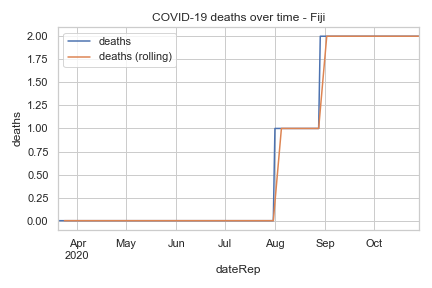 COVID-19 deaths over time - Fiji
deaths
deaths (rolling)
deaths
2.00
1.75
1.50
1.25
1.00
0.75
0.50
0.25
0.00
Apr May Jun Jul Aug Sep Oct
2020
dateRep